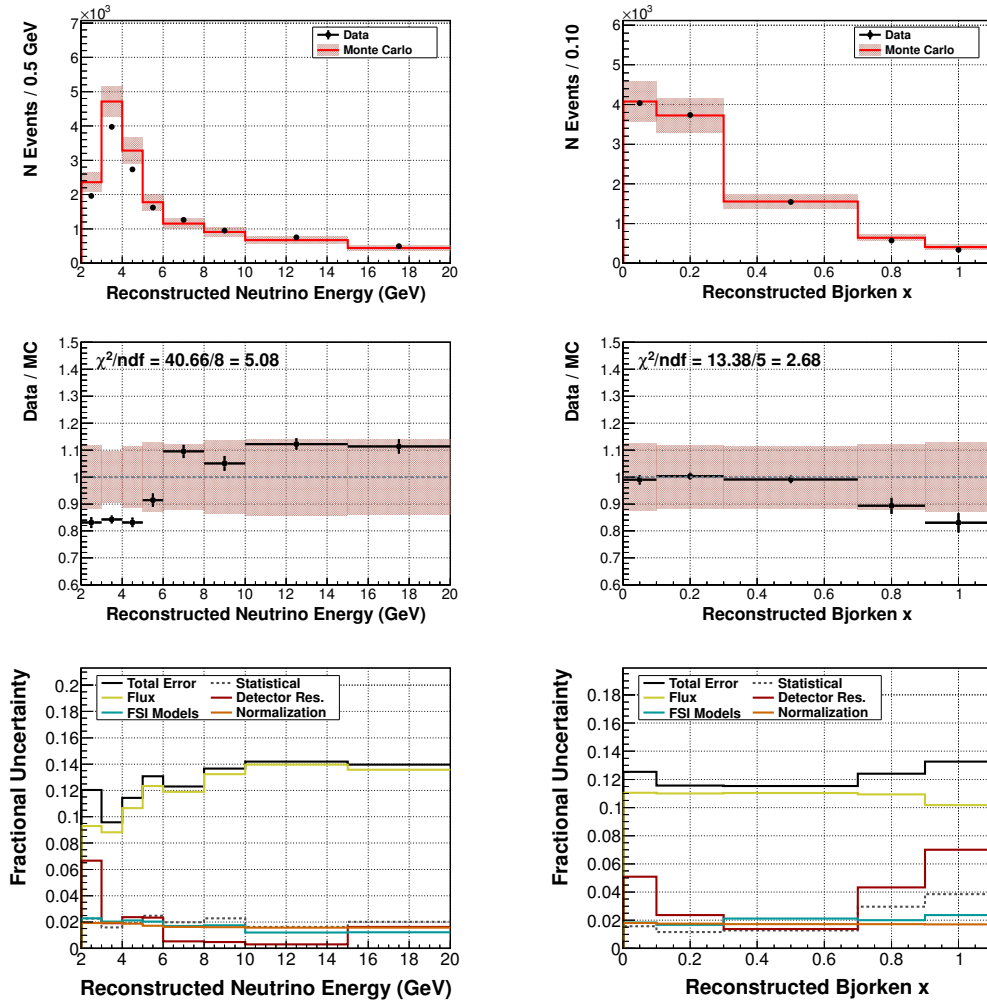 ×10³
N Events / 0.5 GeV
7
6
5
4
3
2
1
0
Data
Monte Carlo
2 4 6 8 10 12 14 16 18 20
Reconstructed Neutrino Energy (GeV)
×10³
N Events / 0.10
6
5
4
3
2
1
0
Data
Monte Carlo
0 0.2 0.4 0.6 0.8 1
Reconstructed Bjorken x
Data / MC
1.5
1.4
1.3
1.2
1.1
1
0.9
0.8
0.7
0.6
χ²/ndf = 40.66/8 = 5.08
2 4 6 8 10 12 14 16 18 20
Reconstructed Neutrino Energy (GeV)
Data / MC
1.5
1.4
1.3
1.2
1.1
1
0.9
0.8
0.7
0.6
χ²/ndf = 13.38/5 = 2.68
0 0.2 0.4 0.6 0.8 1
Reconstructed Bjorken x
Fractional Uncertainty
0.2
0.18
0.16
0.14
0.12
0.1
0.08
0.06
0.04
0.02
0
Total Error Statistical
Flux Detector Res.
FSI Models Normalization
2 4 6 8 10 12 14 16 18 20
Reconstructed Neutrino Energy (GeV)
Fractional Uncertainty
0.18
0.16
0.14
0.12
0.1
0.08
0.06
0.04
0.02
0
Total Error Statistical
Flux Detector Res.
FSI Models Normalization
0 0.2 0.4 0.6 0.8 1
Reconstructed Bjorken x